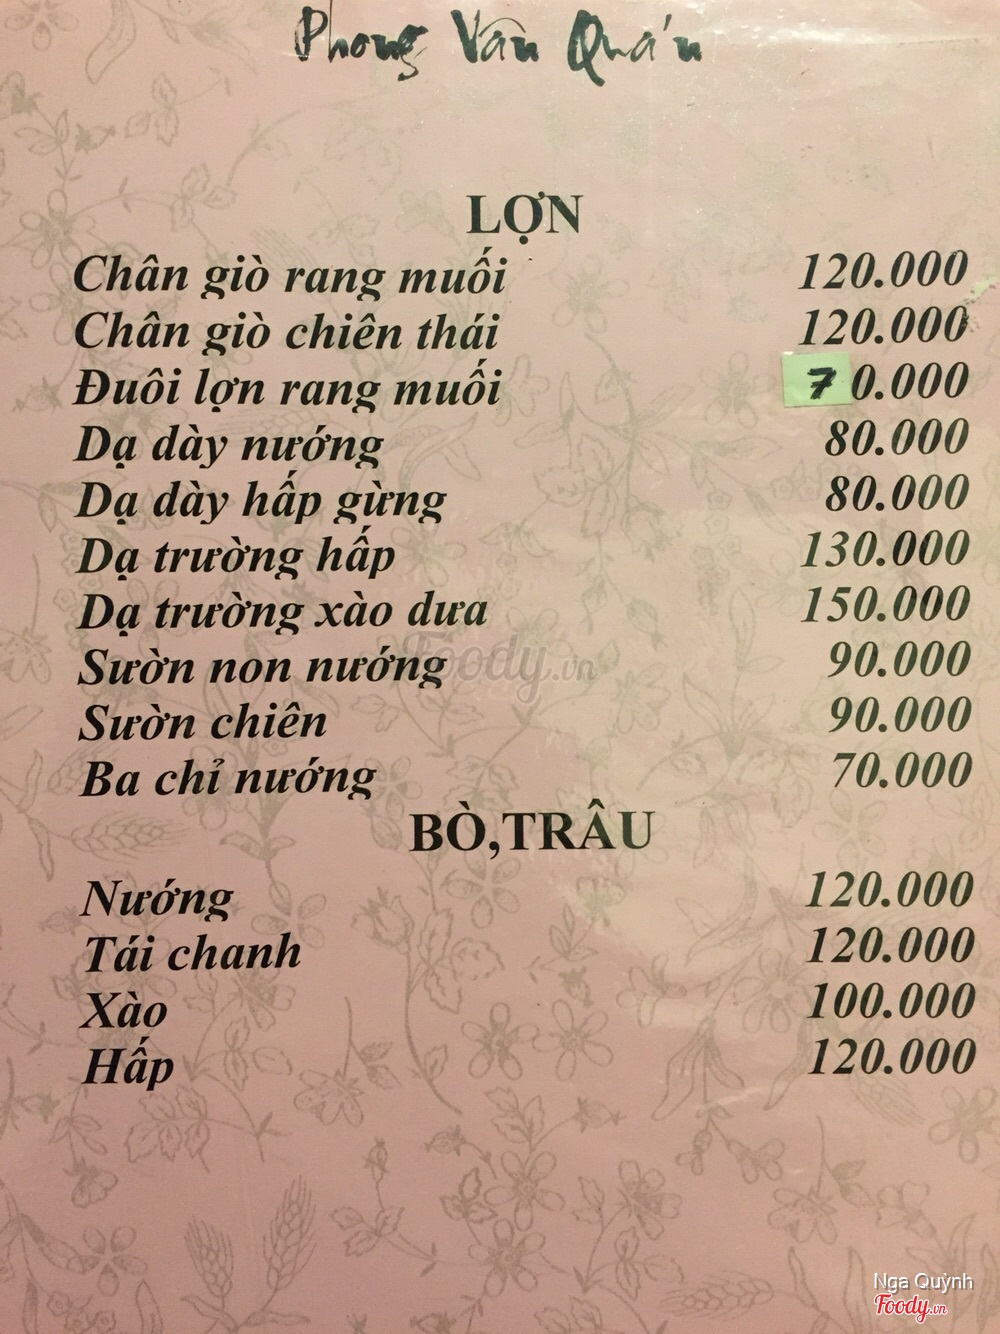 Phong Vân Quán
LỢN
Chân giò rang muối 120.000
Chân giò chiên thái 120.000
Đuôi lợn rang muối 70.000
Dạ dày nướng 80.000
Dạ dày hấp gừng 80.000
Dạ trường hấp 130.000
Dạ trường xào dưa 150.000
Sườn non nướng 90.000
Foody.vn
Sườn chiên 90.000
Ba chỉ nướng 70.000
BÒ,TRÂU
Nướng 120.000
Tái chanh 120.000
Xào 100.000
Hấp 120.000
Nga Quỳnh
Foody.vn